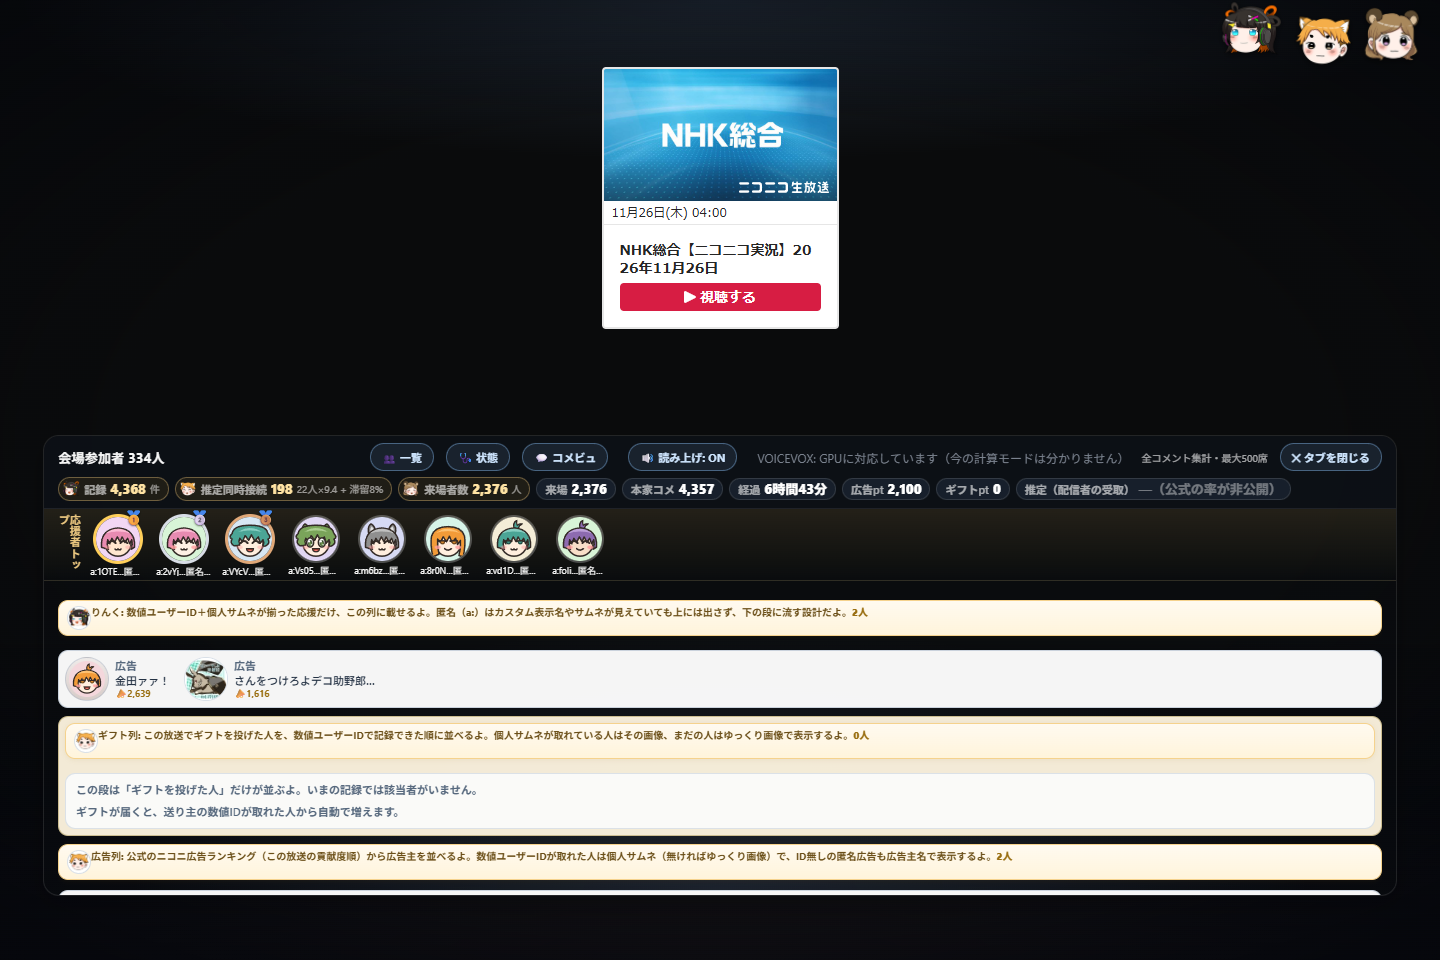 NHK総合
ニコニコ生放送
11月26日(木) 04:00
NHK総合【ニコニコ実況】20
26年11月26日
▶ 視聴する
会場参加者 334人
一覧
状態
コメビュ
読み上げ: ON
VOICEVOX: GPUに対応しています（今の計算モードは分かりません）
全コメント集計・最大500席
✕ タブを閉じる
記録 4,368 件
推定同時接続 198 22人×9.4 + 滞留8%
来場者数 2,376 人
来場 2,376
本家コメ 4,357
経過 6時間43分
広告pt 2,100
ギフトpt 0
推定（配信者の受取） — （公式の率が非公開）
応援者トップ
1
2
3
a:1OTE...匿...
a:2vYj...匿名...
a:VYcV...匿...
a:Vs05...匿...
a:m6bz...匿...
a:8r0N...匿...
a:vd1D...匿...
a:foli...匿名...
りんく: 数値ユーザーID＋個人サムネが揃った応援だけ、この列に載せるよ。匿名（a:）はカスタム表示名やサムネが見えていても上には出さず、下の段に流す設計だよ。2人
広告
金田ァァ！
2,639
広告
さんをつけろよデコ助野郎...
1,616
ギフト列: この放送でギフトを投げた人を、数値ユーザーIDで記録できた順に並べるよ。個人サムネが取れている人はその画像、まだの人はゆっくり画像で表示するよ。0人
この段は「ギフトを投げた人」だけが並ぶよ。いまの記録では該当者がいません。
ギフトが届くと、送り主の数値IDが取れた人から自動で増えます。
広告列: 公式のニコニ広告ランキング（この放送の貢献度順）から広告主を並べるよ。数値ユーザーIDが取れた人は個人サムネ（無ければゆっくり画像）で、ID無しの匿名広告も広告主名で表示するよ。2人